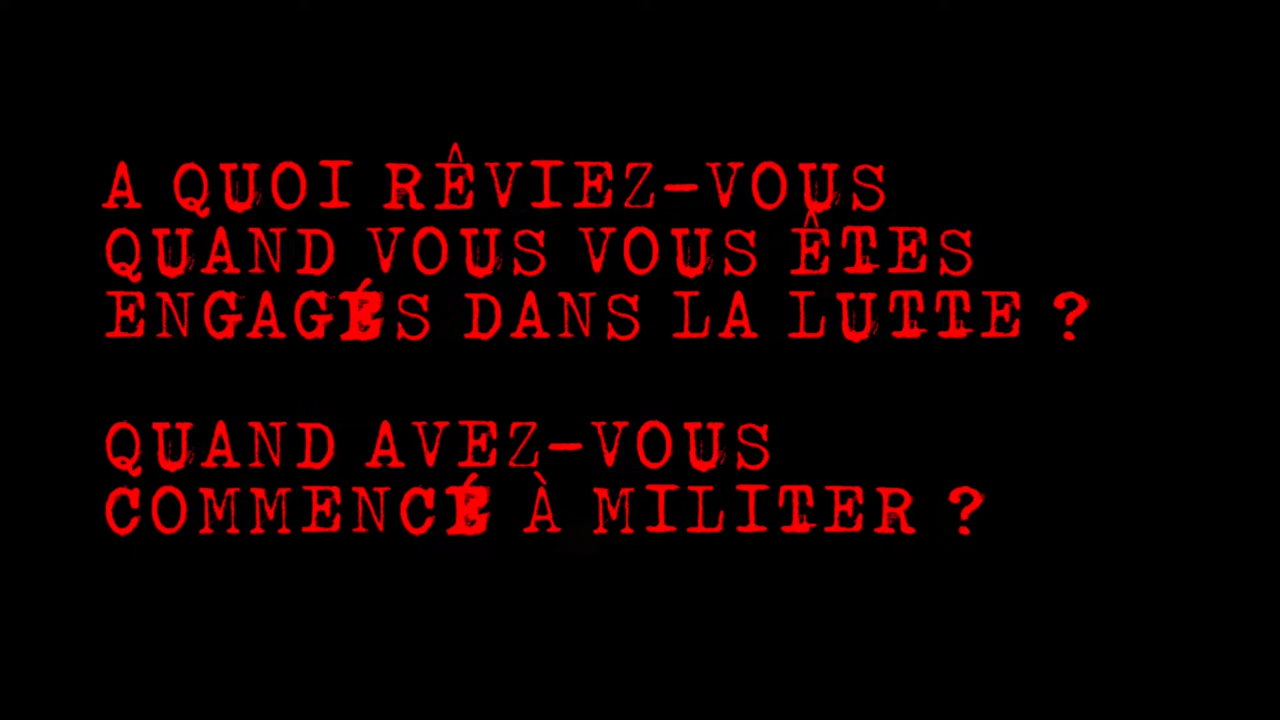 A QUOI RÊVIEZ-VOUS
QUAND VOUS VOUS ÊTES
ENGAGÉS DANS LA LUTTE ?
QUAND AVEZ-VOUS
COMMENCÉ À MILITER ?